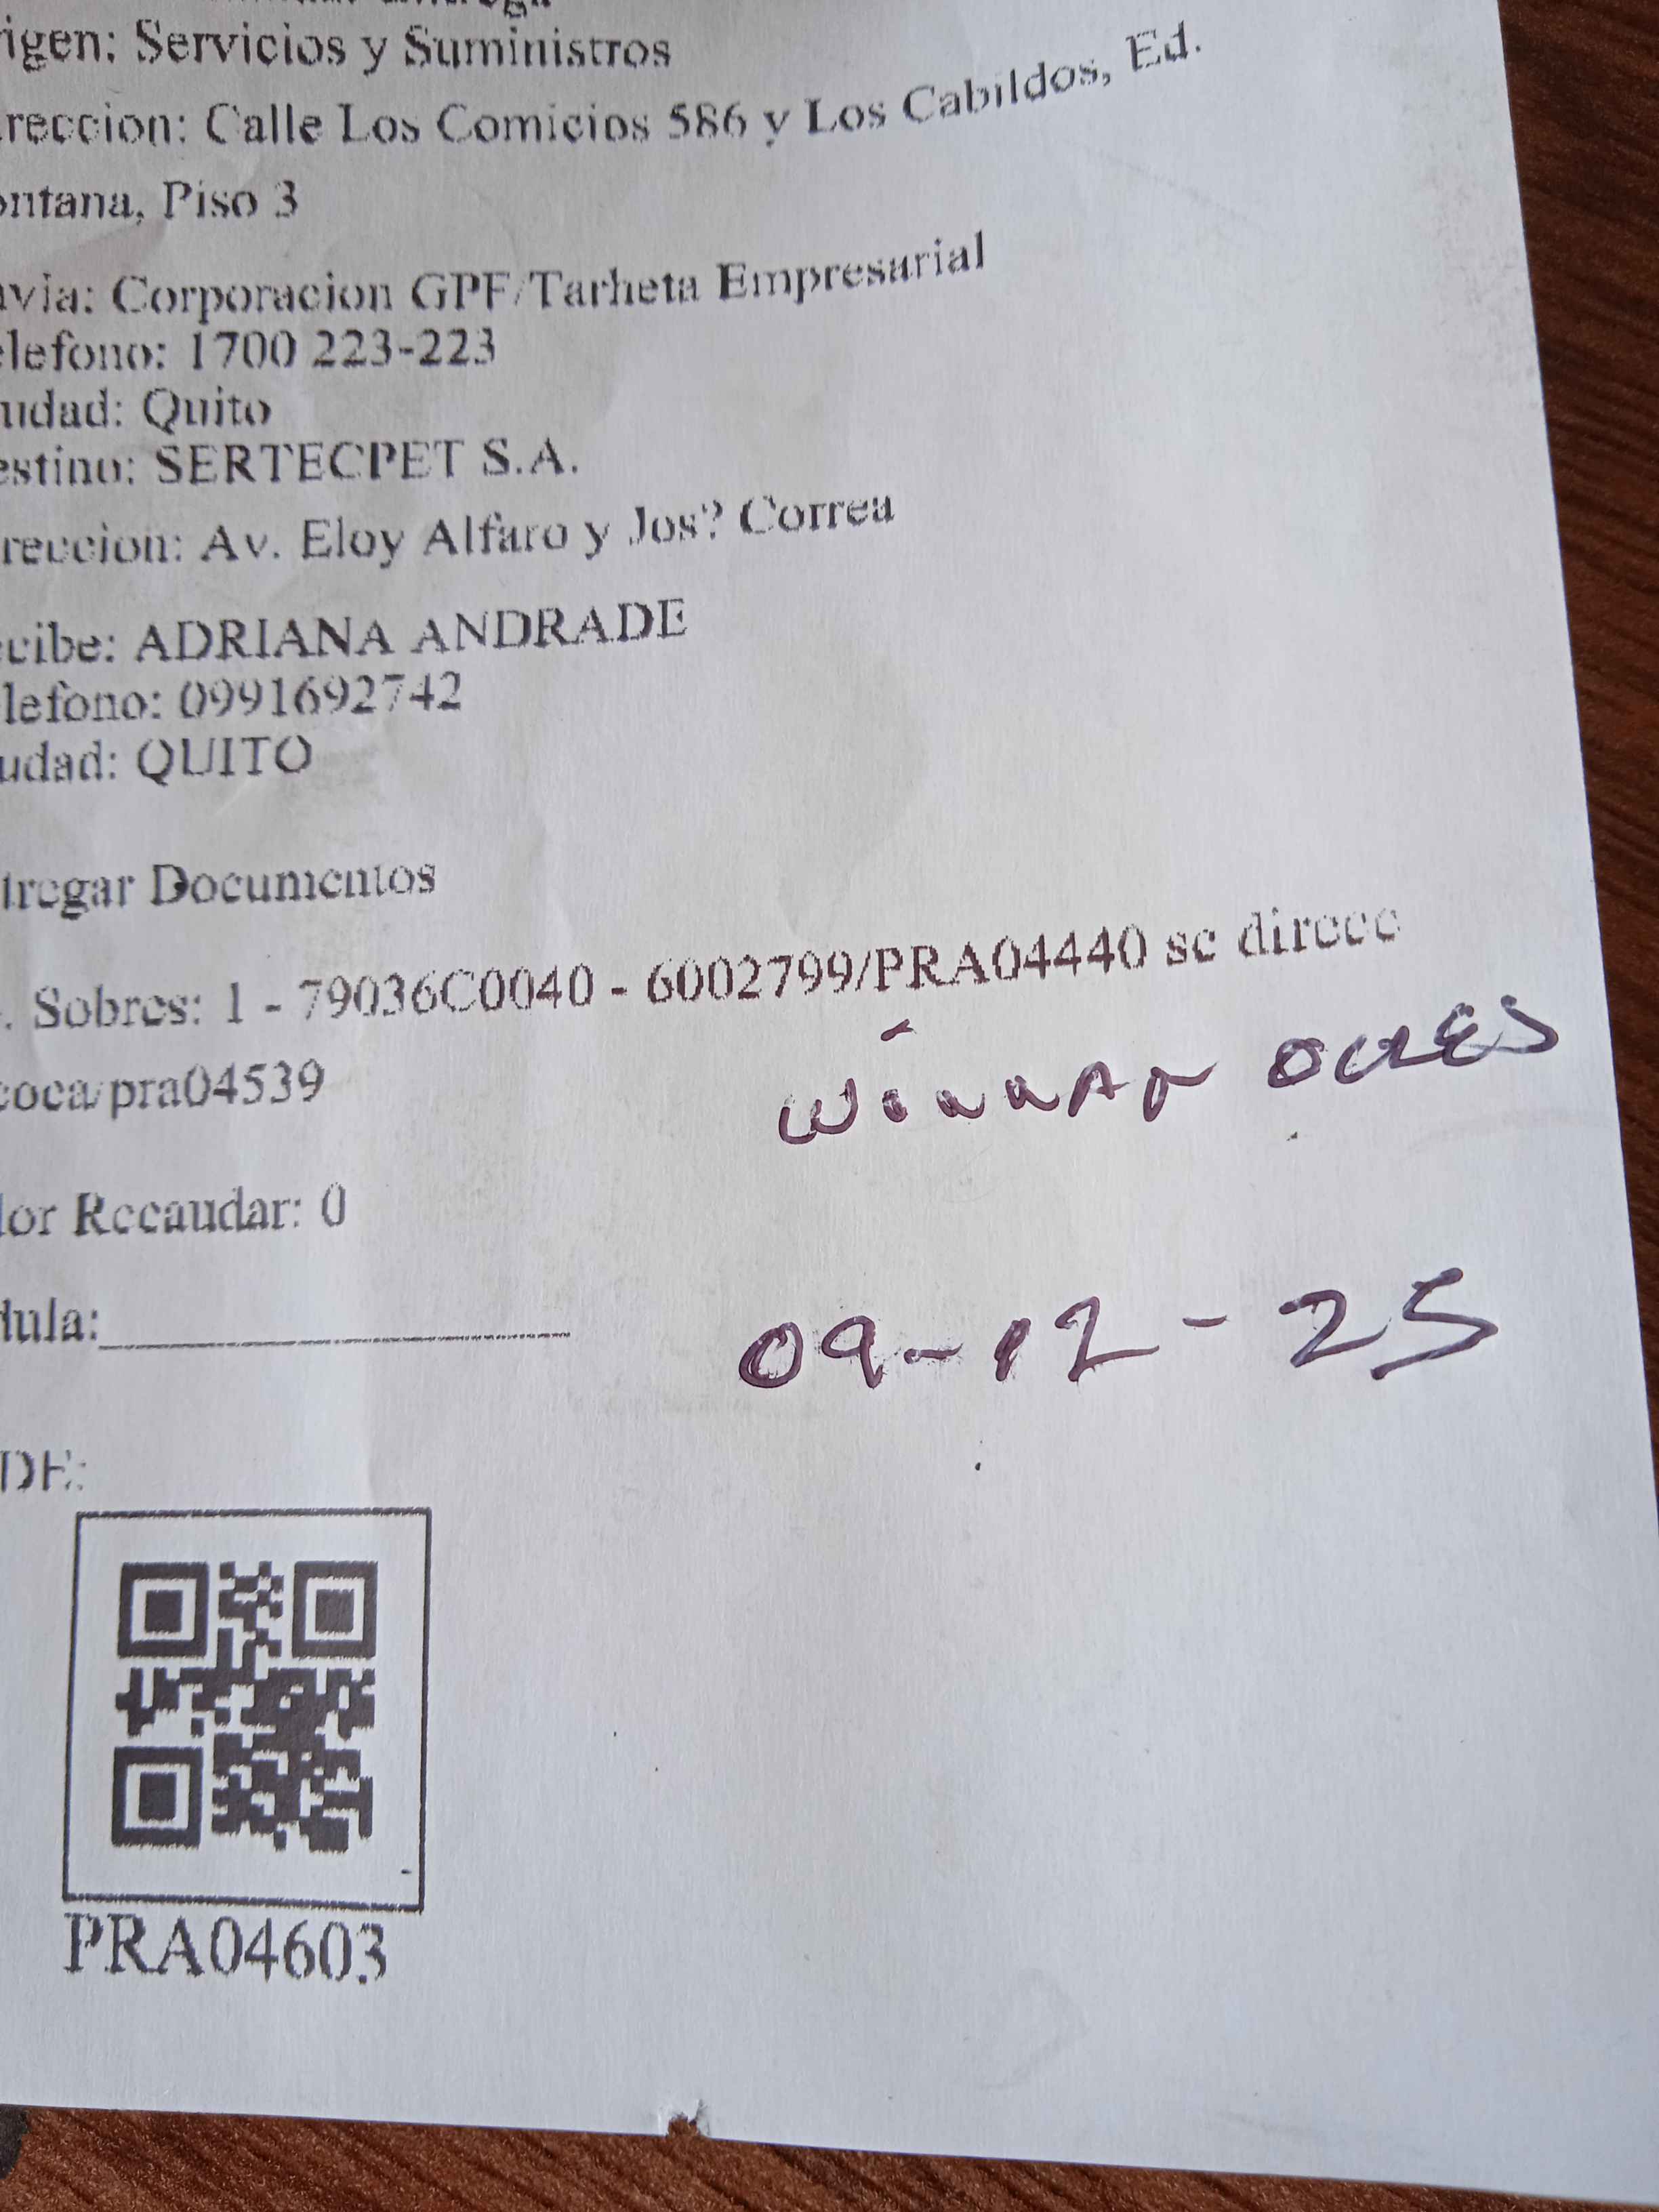 igen: Servicios y Suministros
reccion: Calle Los Comicios 586 y Los Cabildos, Ed.
ontana, Piso 3
via: Corporacion GPF/Tarheta Empresarial
elefono: 1700 223-223
udad: Quito
estino: SERTECPET S.A.
reccion: Av. Eloy Alfaro y Jos? Correa
cibe: ADRIANA ANDRADE
lefono: 0991692742
udad: QUITO
tregar Documentos
. Sobres: 1 - 79036C0040 - 6002799/PRA04440 se direcc
coca/pra04539
lor Recaudar: 0
dula:
09-12-25
DE:
PRA04603